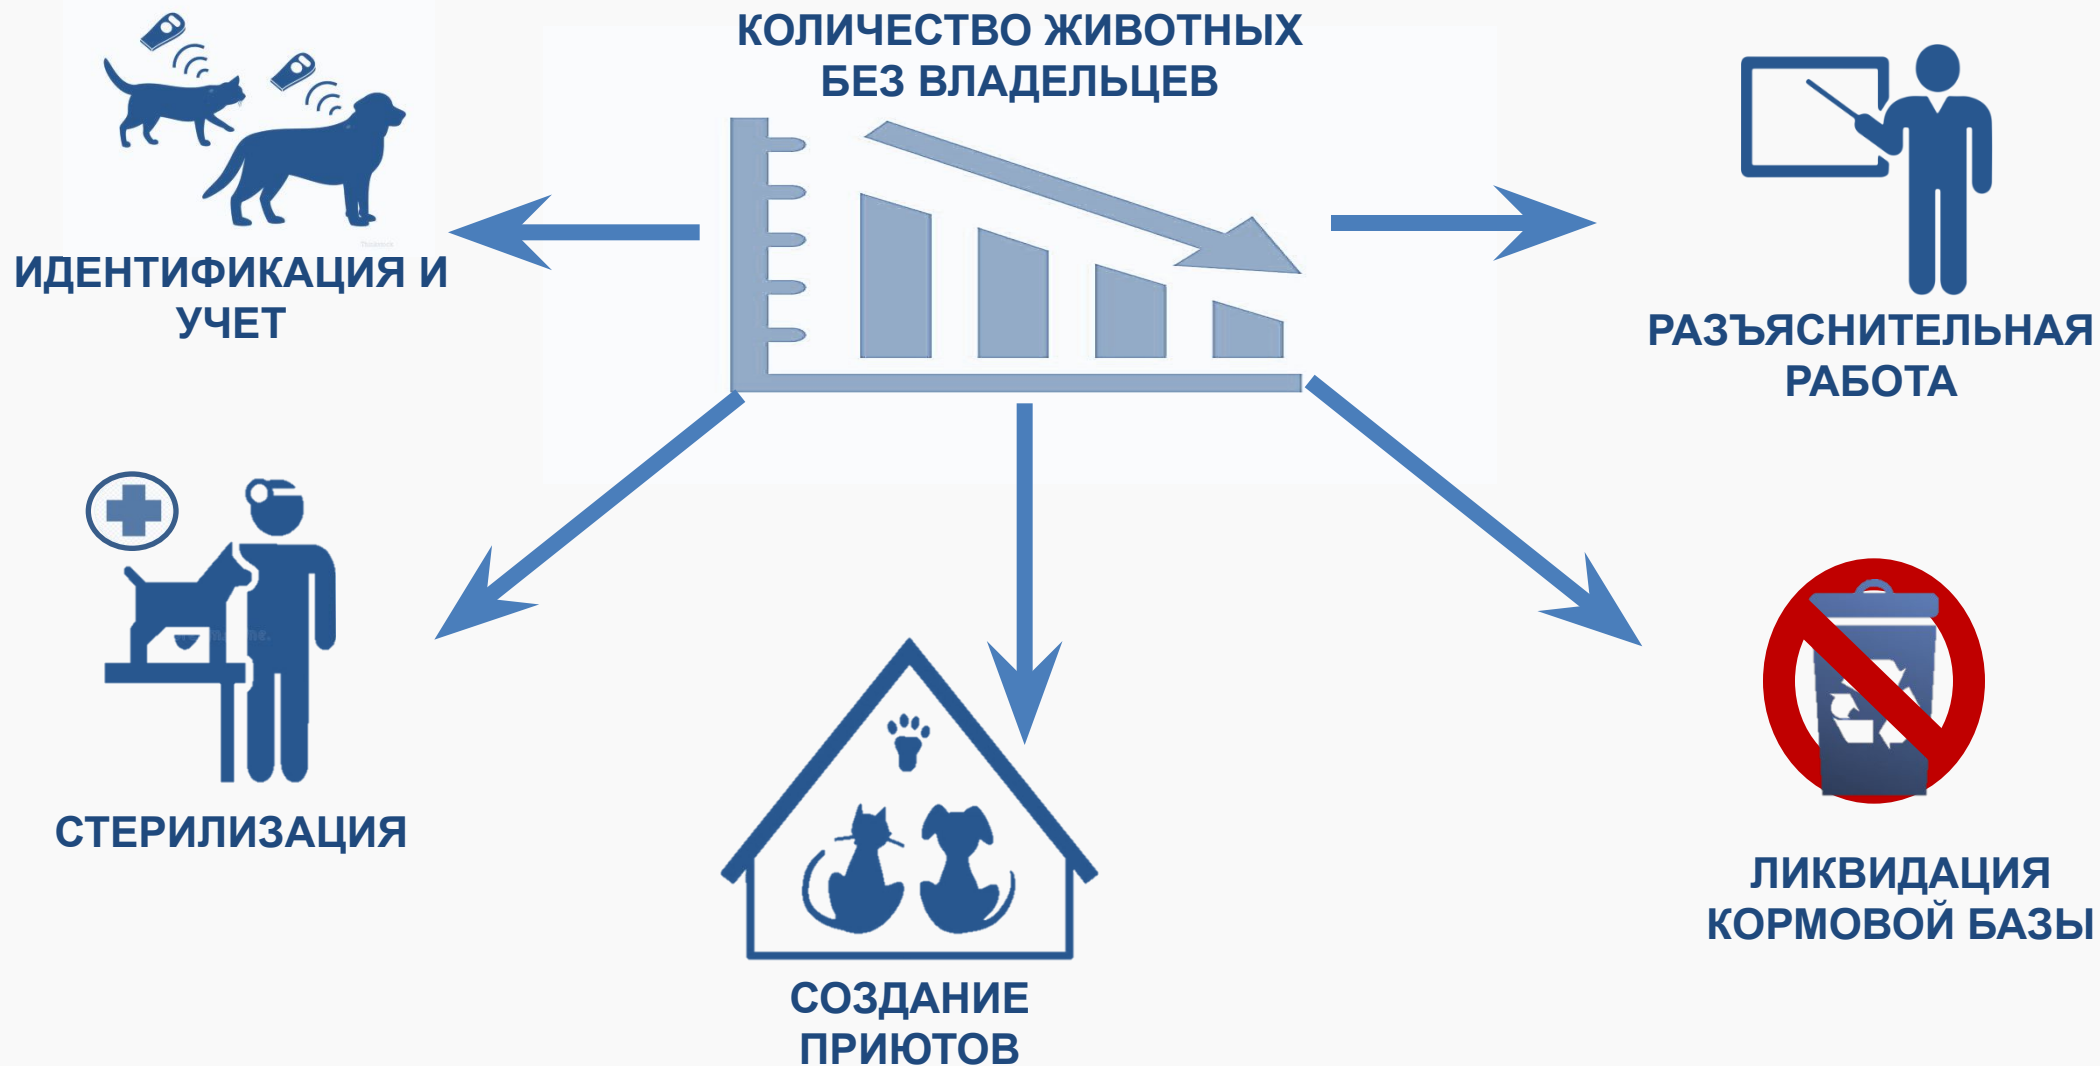 КОЛИЧЕСТВО ЖИВОТНЫХ
БЕЗ ВЛАДЕЛЬЦЕВ
ИДЕНТИФИКАЦИЯ И
УЧЕТ
РАЗЪЯСНИТЕЛЬНАЯ
РАБОТА
СТЕРИЛИЗАЦИЯ
ЛИКВИДАЦИЯ
КОРМОВОЙ БАЗЫ
СОЗДАНИЕ
ПРИЮТОВ